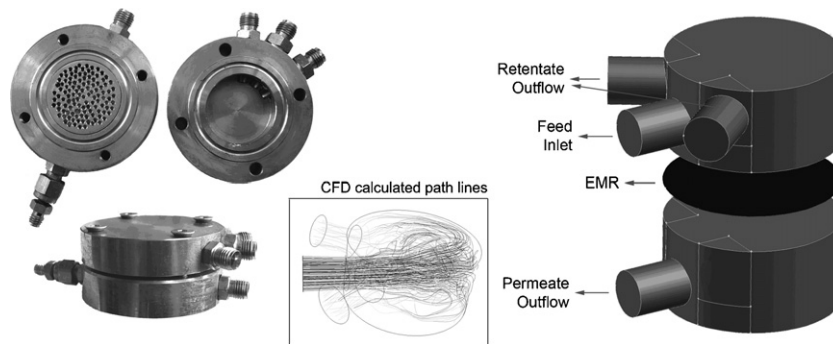 Retentate
Outflow
Feed
Inlet
EMR
CFD calculated path lines
Permeate
Outflow